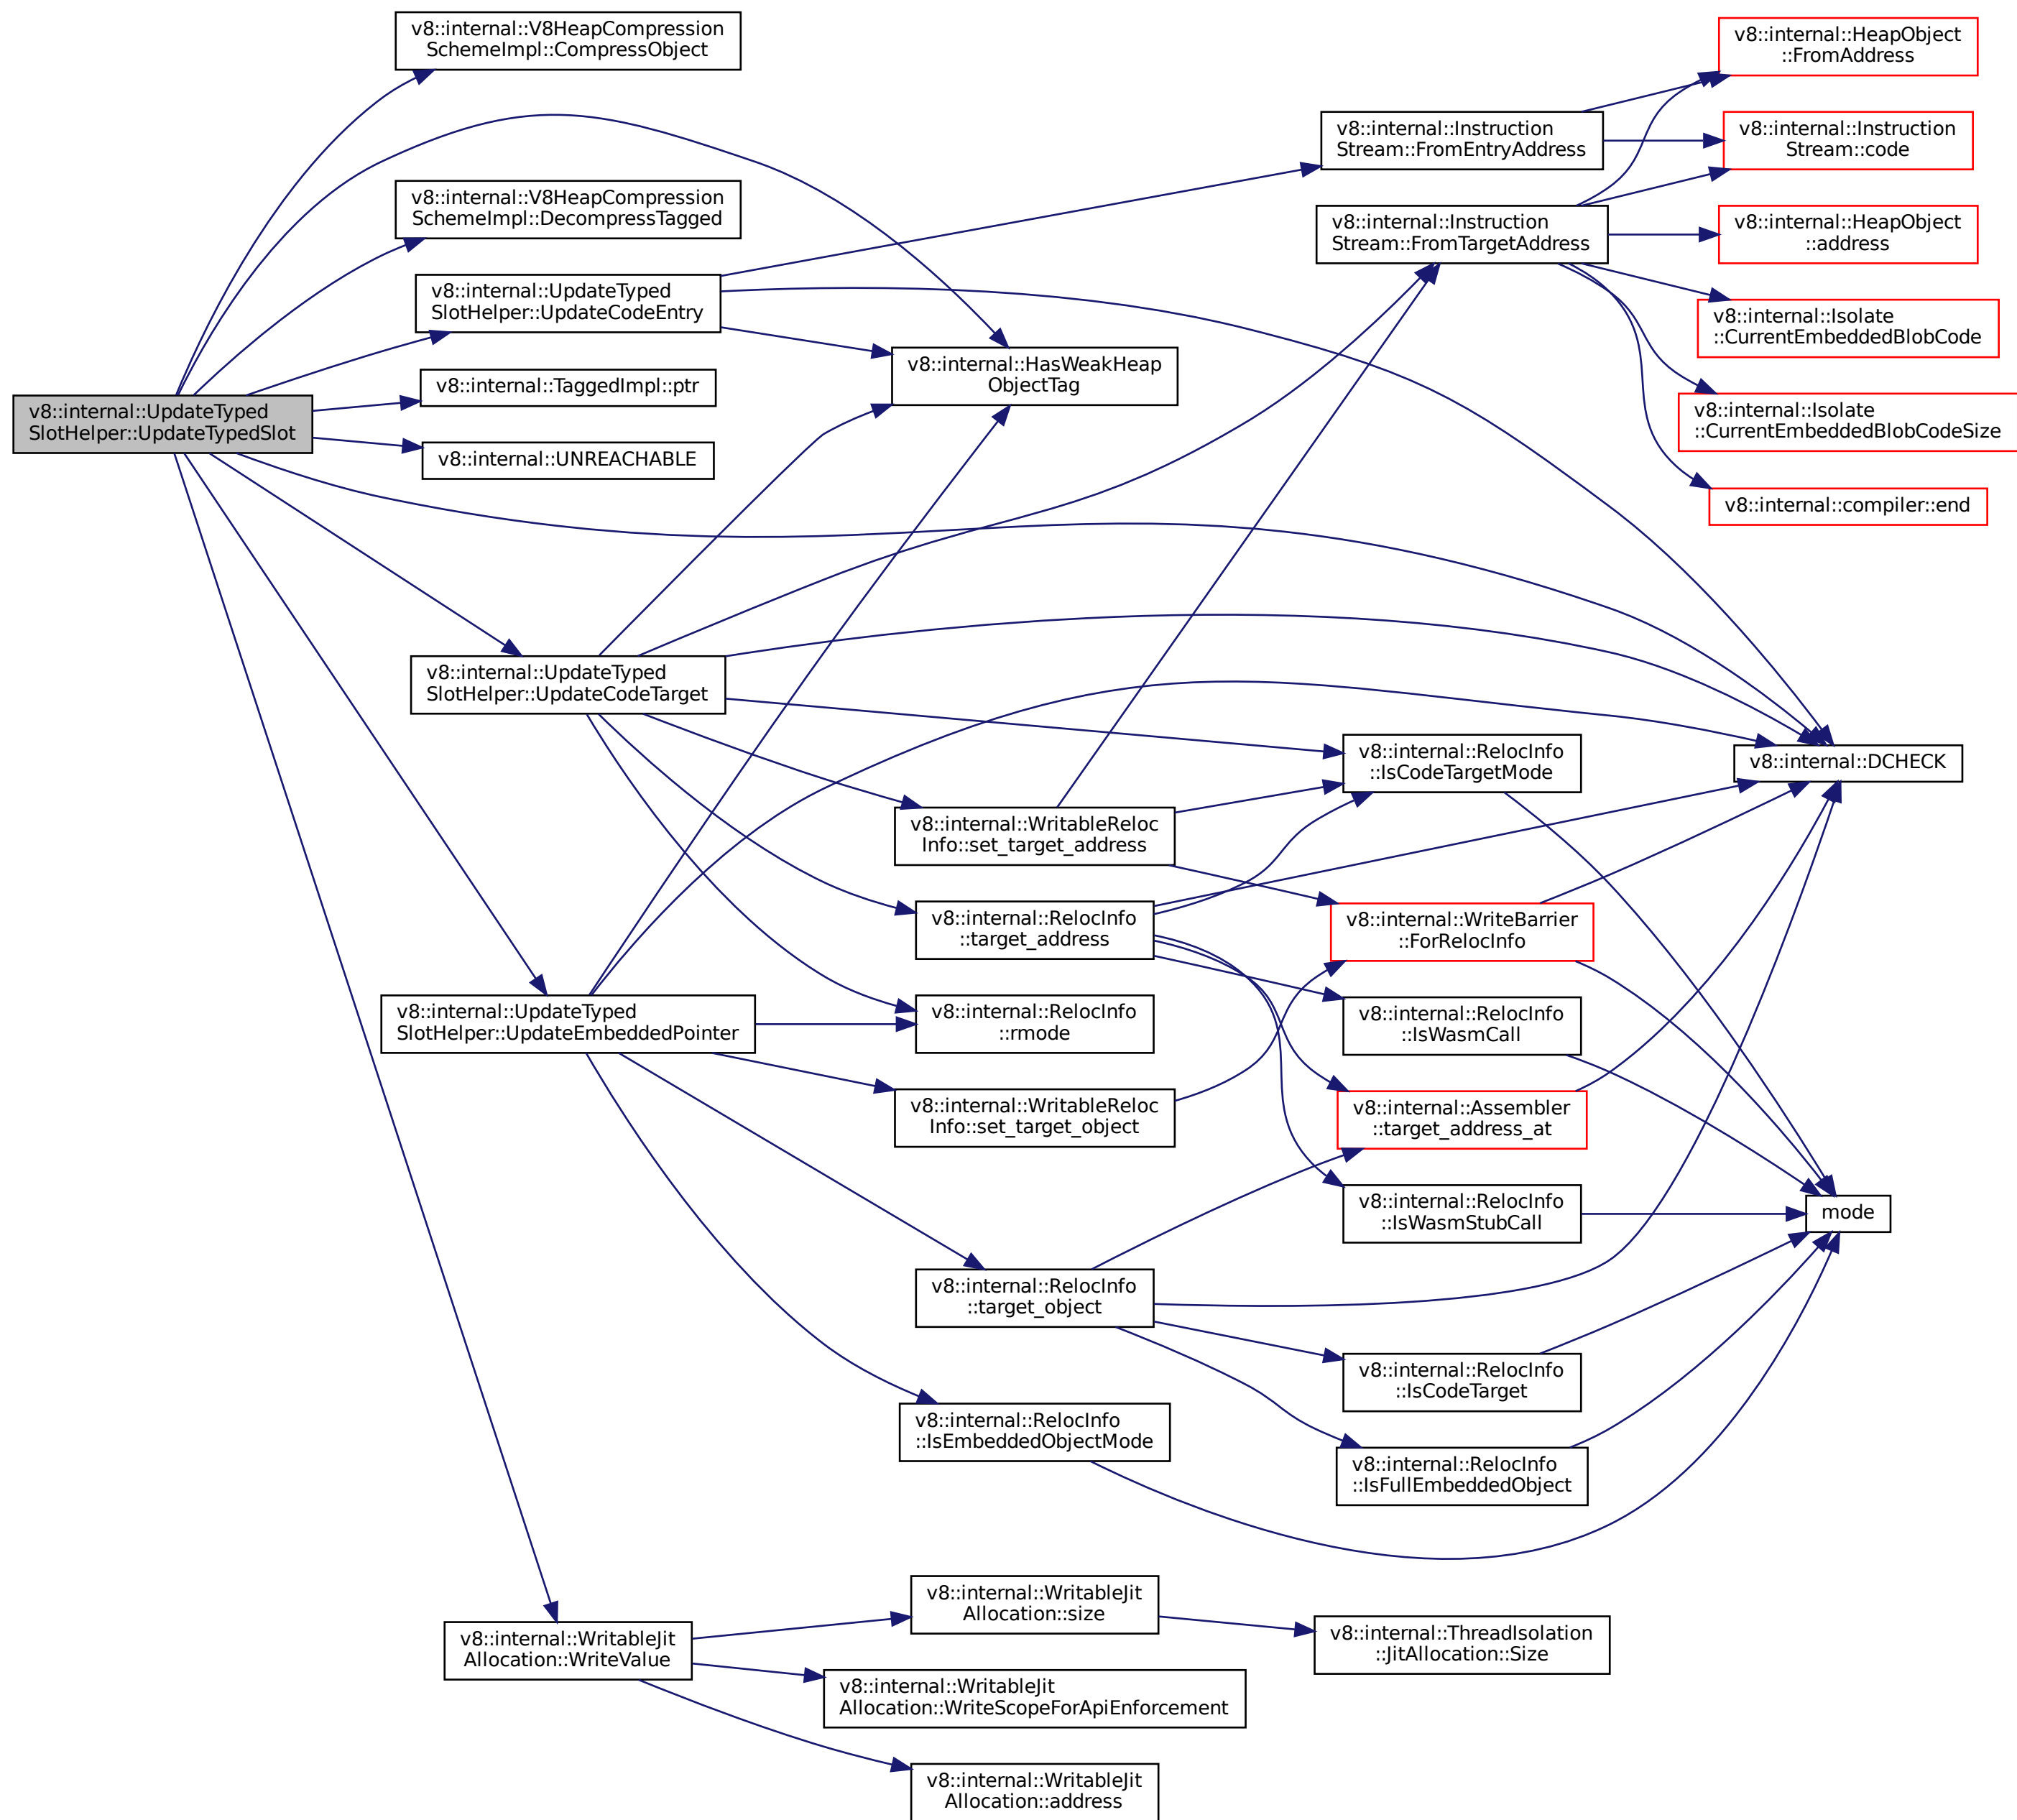 v8::internal::UpdateTyped
SlotHelper::UpdateTypedSlot
v8::internal::V8HeapCompression
SchemeImpl::CompressObject
v8::internal::V8HeapCompression
SchemeImpl::DecompressTagged
v8::internal::UpdateTyped
SlotHelper::UpdateCodeEntry
v8::internal::TaggedImpl::ptr
v8::internal::UNREACHABLE
v8::internal::UpdateTyped
SlotHelper::UpdateCodeTarget
v8::internal::UpdateTyped
SlotHelper::UpdateEmbeddedPointer
v8::internal::WritableJit
Allocation::WriteValue
v8::internal::HasWeakHeap
ObjectTag
v8::internal::WritableReloc
Info::set_target_address
v8::internal::RelocInfo
::target_address
v8::internal::RelocInfo
::rmode
v8::internal::WritableReloc
Info::set_target_object
v8::internal::RelocInfo
::target_object
v8::internal::RelocInfo
::IsEmbeddedObjectMode
v8::internal::WritableJit
Allocation::size
v8::internal::WritableJit
Allocation::WriteScopeForApiEnforcement
v8::internal::WritableJit
Allocation::address
v8::internal::Instruction
Stream::FromEntryAddress
v8::internal::Instruction
Stream::FromTargetAddress
v8::internal::RelocInfo
::IsCodeTargetMode
v8::internal::WriteBarrier
::ForRelocInfo
v8::internal::RelocInfo
::IsWasmCall
v8::internal::Assembler
::target_address_at
v8::internal::RelocInfo
::IsWasmStubCall
v8::internal::RelocInfo
::IsCodeTarget
v8::internal::RelocInfo
::IsFullEmbeddedObject
v8::internal::ThreadIsolation
::JitAllocation::Size
v8::internal::HeapObject
::FromAddress
v8::internal::Instruction
Stream::code
v8::internal::HeapObject
::address
v8::internal::Isolate
::CurrentEmbeddedBlobCode
v8::internal::Isolate
::CurrentEmbeddedBlobCodeSize
v8::internal::compiler::end
v8::internal::DCHECK
mode